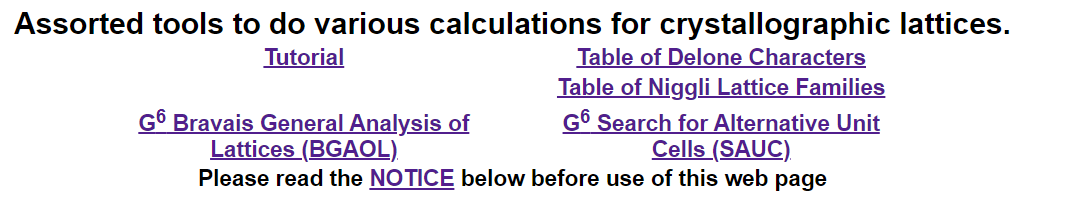 Assorted tools to do various calculations for crystallographic lattices.
Tutorial
Table of Delone Characters
Table of Niggli Lattice Families
G⁶ Bravais General Analysis of
Lattices (BGAOL)
G⁶ Search for Alternative Unit
Cells (SAUC)
Please read the NOTICE below before use of this web page